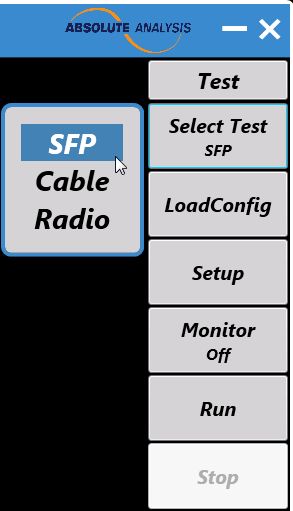 ABSOLUTE ANALYSIS
SFP
Cable
Radio
Test
Select Test
SFP
LoadConfig
Setup
Monitor
Off
Run
Stop